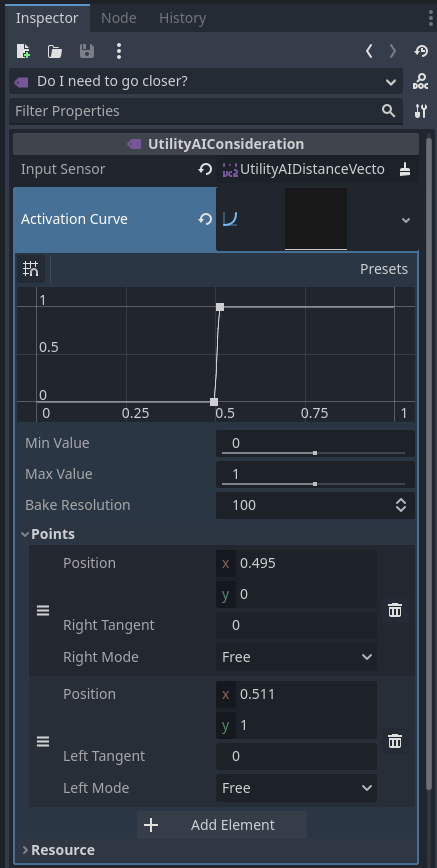 Inspector Node History
Do I need to go closer?
DOC
Filter Properties
UtilityAIConsideration
Input Sensor UtilityAIDistanceVecto
Activation Curve
Presets
1
0.5
0
0 0.25 0.5 0.75 1
Min Value 0
Max Value 1
Bake Resolution 100
Points
Position x 0.495
y 0
Right Tangent 0
Right Mode Free
Position x 0.511
y 1
Left Tangent 0
Left Mode Free
Add Element
Resource